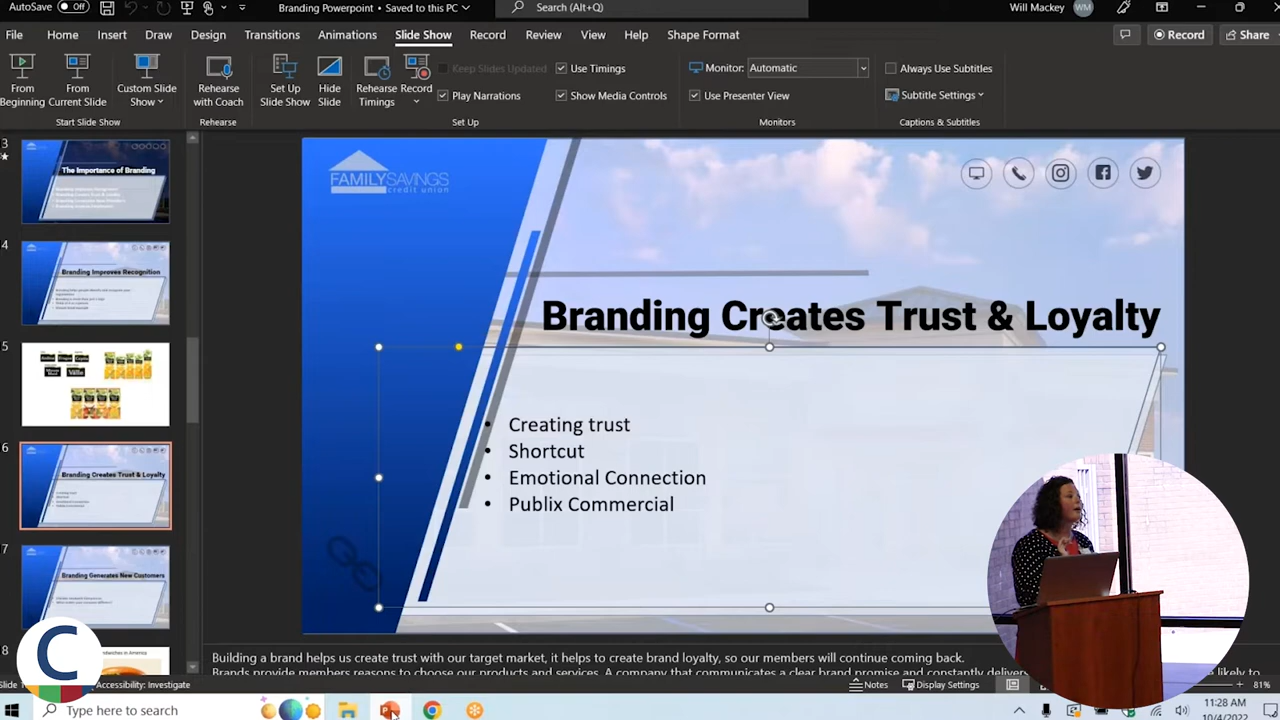 AutoSave Off
Branding Powerpoint • Saved to this PC
Search (Alt+Q)
Will Mackey WM
File Home Insert Draw Design Transitions Animations Slide Show Record Review View Help Shape Format
Record Share
From Beginning
From Current Slide
Custom Slide Show
Rehearse with Coach
Set Up Slide Show
Hide Slide
Rehearse Timings
Record
Keep Slides Updated
Play Narrations
Use Timings
Show Media Controls
Monitor: Automatic
Use Presenter View
Always Use Subtitles
Subtitle Settings
Start Slide Show Rehearse Set Up Monitors Captions & Subtitles
3
The Importance of Branding
4
Branding Improves Recognition
5
6
Branding Creates Trust & Loyalty
7
Branding Generates New Customers
8
FAMILY SAVINGS
credit union
Branding Creates Trust & Loyalty
• Creating trust
• Shortcut
• Emotional Connection
• Publix Commercial
Building a brand helps us create trust with our target market, it helps to create brand loyalty, so our members will continue coming back.
C
Accessibility: Investigate
Notes Display Settings
81%
Type here to search
11:28 AM
10/4/2022